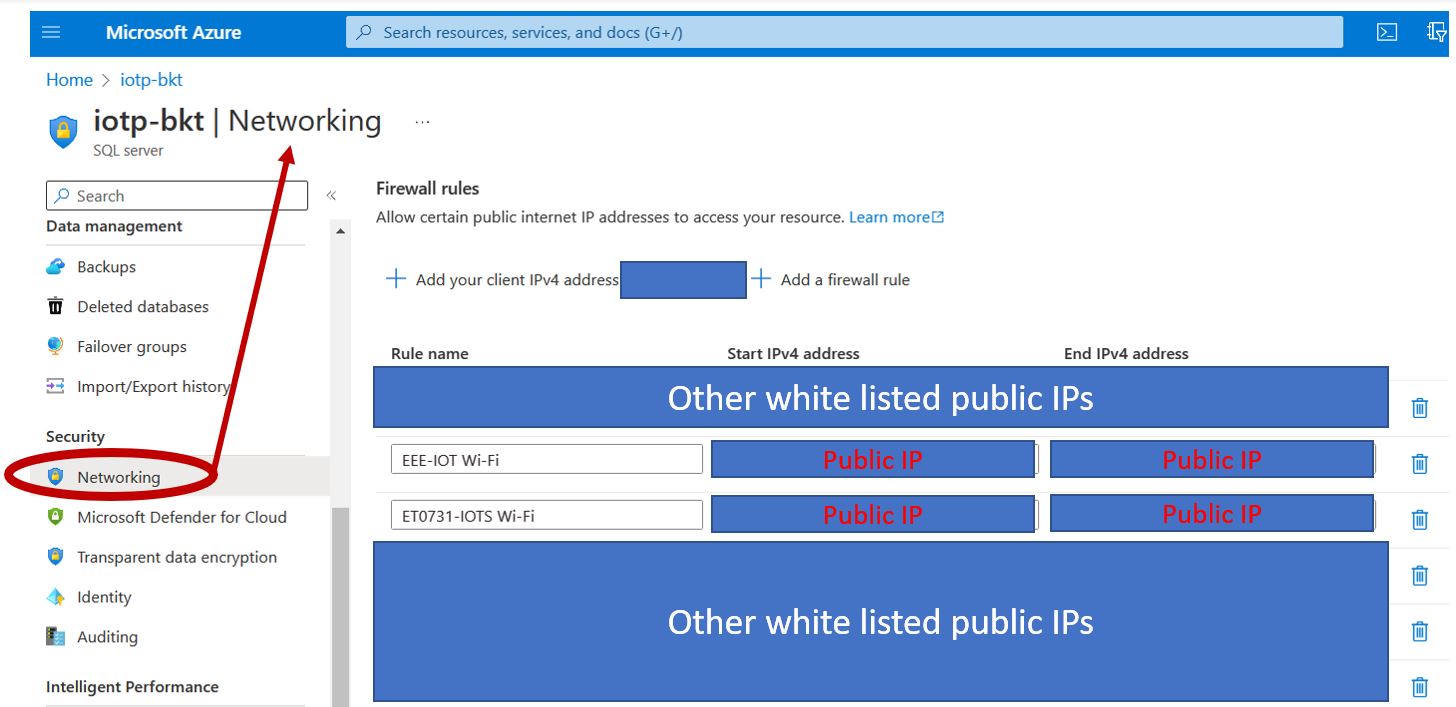 Microsoft Azure
Search resources, services, and docs (G+/)
Home > iotp-bkt
iotp-bkt | Networking ...
SQL server
Search
«
Data management
Backups
Deleted databases
Failover groups
Import/Export history
Security
Networking
Microsoft Defender for Cloud
Transparent data encryption
Identity
Auditing
Intelligent Performance
Firewall rules
Allow certain public internet IP addresses to access your resource. Learn more
+ Add your client IPv4 address + Add a firewall rule
Rule name Start IPv4 address End IPv4 address
Other white listed public IPs
EEE-IOT Wi-Fi Public IP Public IP
ET0731-IOTS Wi-Fi Public IP Public IP
Other white listed public IPs